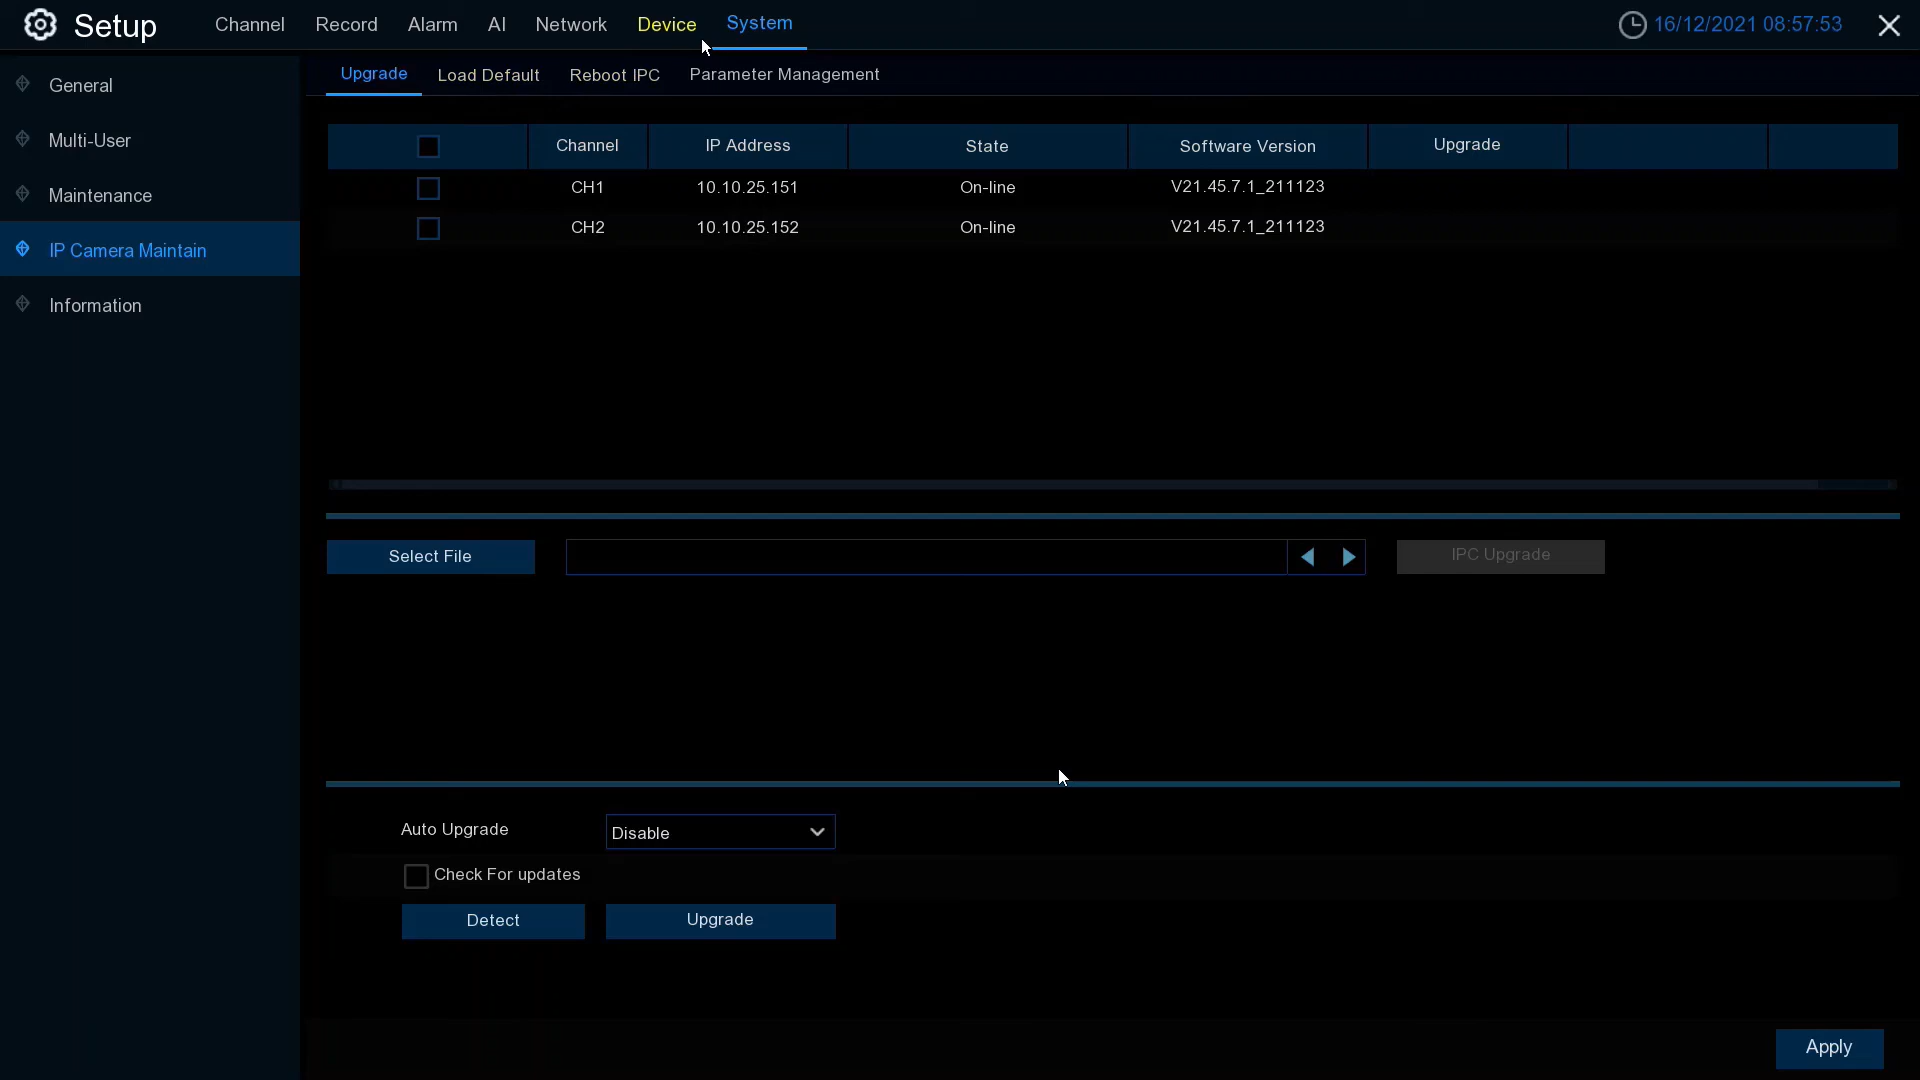 Setup Channel Record Alarm AI Network Device System 16/12/2021 08:57:53
General
Multi-User
Maintenance
IP Camera Maintain
Information
Upgrade Load Default Reboot IPC Parameter Management
Channel IP Address State Software Version Upgrade
CH1 10.10.25.151 On-line V21.45.7.1_211123
CH2 10.10.25.152 On-line V21.45.7.1_211123
Select File IPC Upgrade
Auto Upgrade Disable
Check For updates
Detect Upgrade
Apply